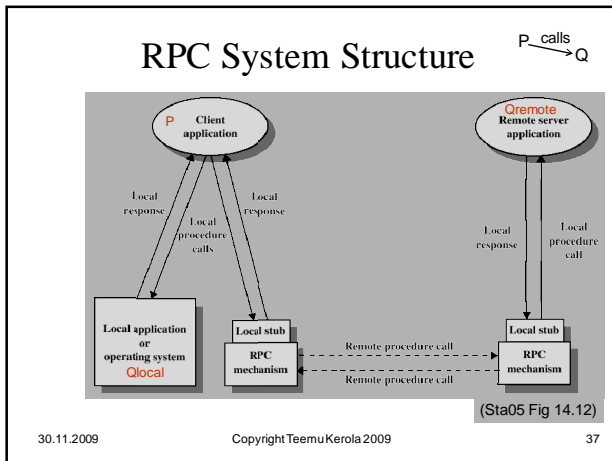 RPC System Structure
P calls Q
P
Client
application
Qremote
Remote server
application
Local
response
Local
procedure
calls
Local
response
Local
response
Local
procedure
call
Local application
or
operating system
Qlocal
Local stub
RPC
mechanism
Remote procedure call
Remote procedure call
Local stub
RPC
mechanism
(Sta05 Fig 14.12)
30.11.2009
Copyright Teemu Kerola 2009
37